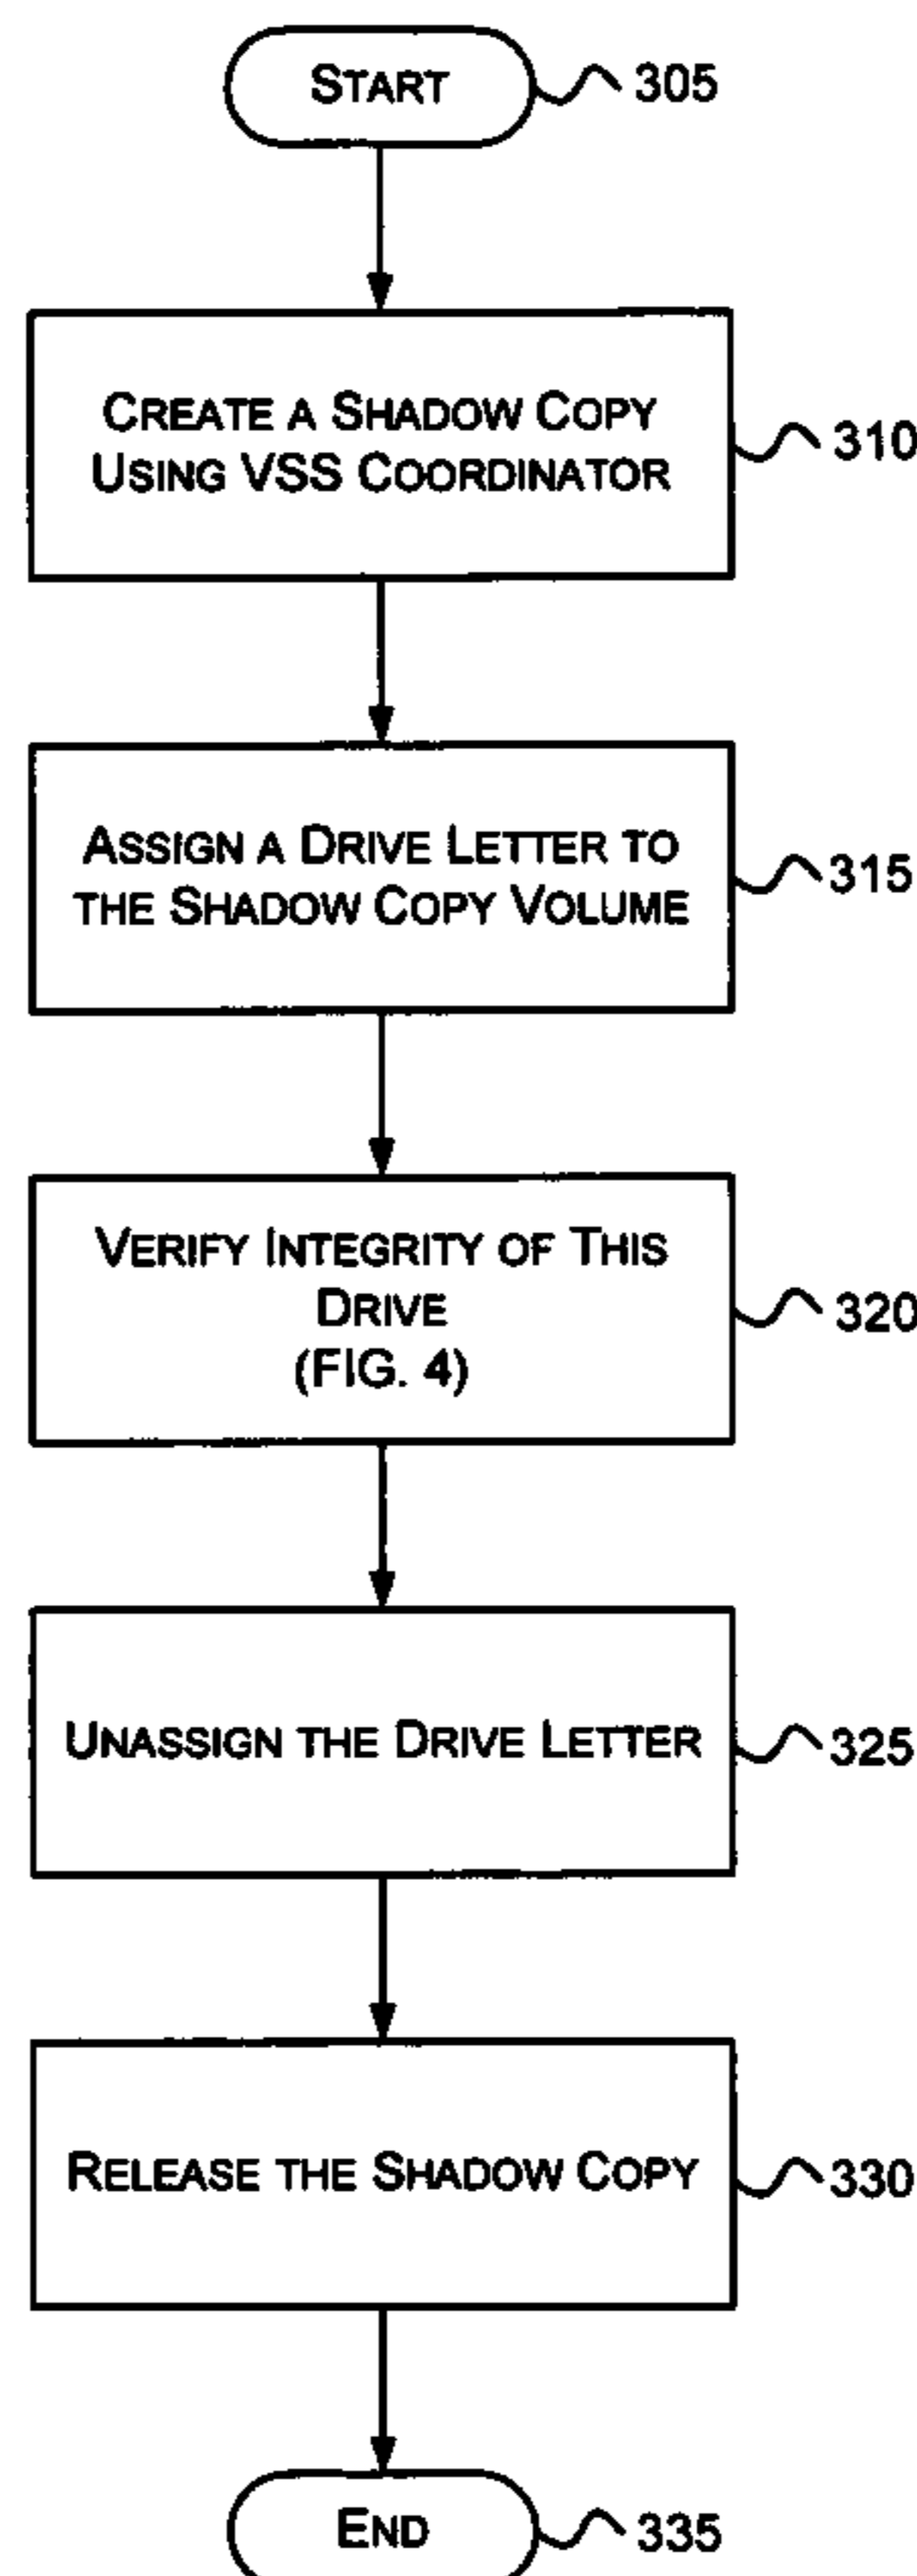 START
305
CREATE A SHADOW COPY
USING VSS COORDINATOR
310
ASSIGN A DRIVE LETTER TO
THE SHADOW COPY VOLUME
315
VERIFY INTEGRITY OF THIS
DRIVE
(FIG. 4)
320
UNASSIGN THE DRIVE LETTER
325
RELEASE THE SHADOW COPY
330
END
335